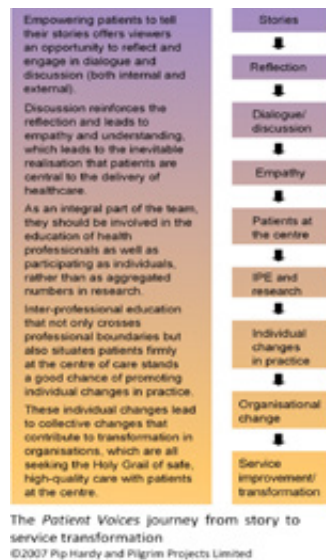 Empowering patients to tell
their stories offers viewers
an opportunity to reflect and
engage in dialogue and
discussion (both internal and
external).
Discussion reinforces the
reflection and leads to
empathy and understanding,
which leads to the inevitable
realisation that patients are
central to the delivery of
healthcare.
As an integral part of the team,
they should be involved in the
education of health
professionals as well as
participating as individuals,
rather than as aggregated
numbers in research.
Inter-professional education
that not only crosses
professional boundaries but
also situates patients firmly
at the centre of care stands
a good chance of promoting
individual changes in practice.
These individual changes lead
to collective changes that
contribute to transformation in
organisations, which are all
seeking the Holy Grail of safe,
high-quality care with patients
at the centre.
Stories
Reflection
Dialogue/
discussion
Empathy
Patients at
the centre
IPE and
research
Individual
changes
in practice
Organisational
change
Service
improvement/
transformation
The Patient Voices journey from story to
service transformation
©2007 Pip Hardy and Pilgrim Projects Limited